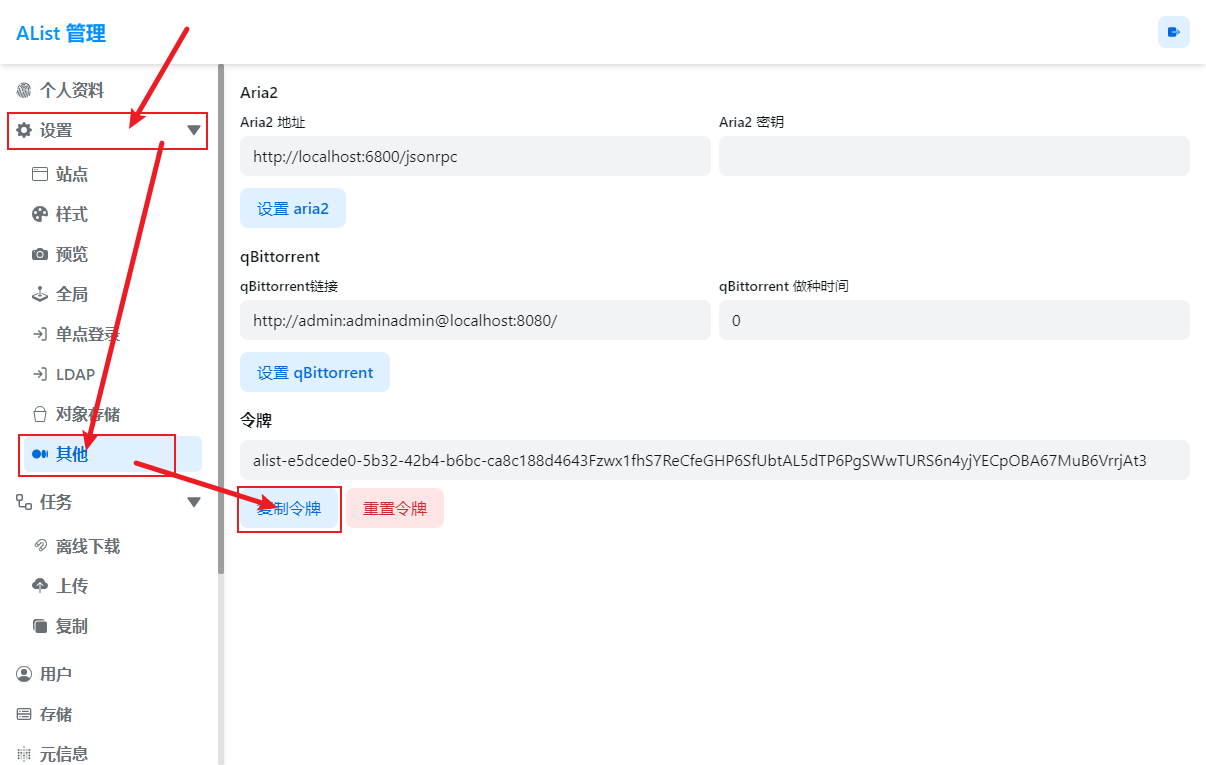 AList 管理
个人资料
设置
站点
样式
预览
全局
单点登录
LDAP
对象存储
其他
任务
离线下载
上传
复制
用户
存储
元信息
Aria2
Aria2 地址
Aria2 密钥
http://localhost:6800/jsonrpc
设置 aria2
qBittorrent
qBittorrent链接
qBittorrent 做种时间
http://admin:adminadmin@localhost:8080/
0
设置 qBittorrent
令牌
alist-e5dcede0-5b32-42b4-b6bc-ca8c188d4643Fzwx1fhS7ReCfeGHP6SfUbtAL5dTP6PgSWwTURS6n4yjYECpOBA67MuB6VrrjAt3
复制令牌
重置令牌